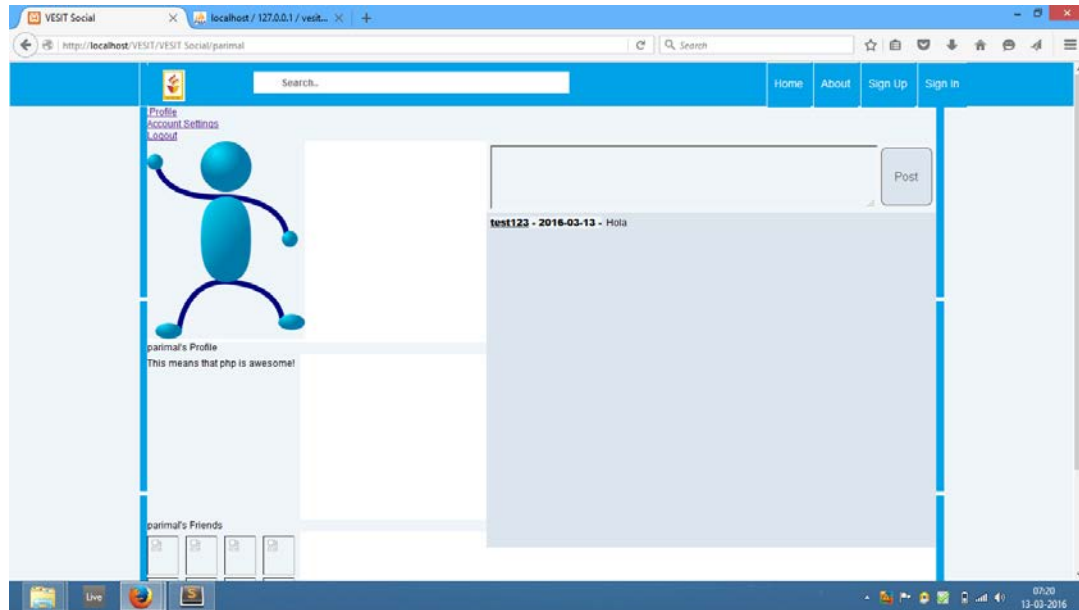 VESIT Social
localhost / 127.0.0.1 / vesit...
http://localhost/VESIT/VESIT Social/parimal
Search
Search..
Home About Sign Up Sign In
Profile
Account Settings
Logout
Post
test123 - 2016-03-13 - Hola
parimal's Profile
This means that php is awesome!
parimal's Friends
Live
07:20
13-03-2016